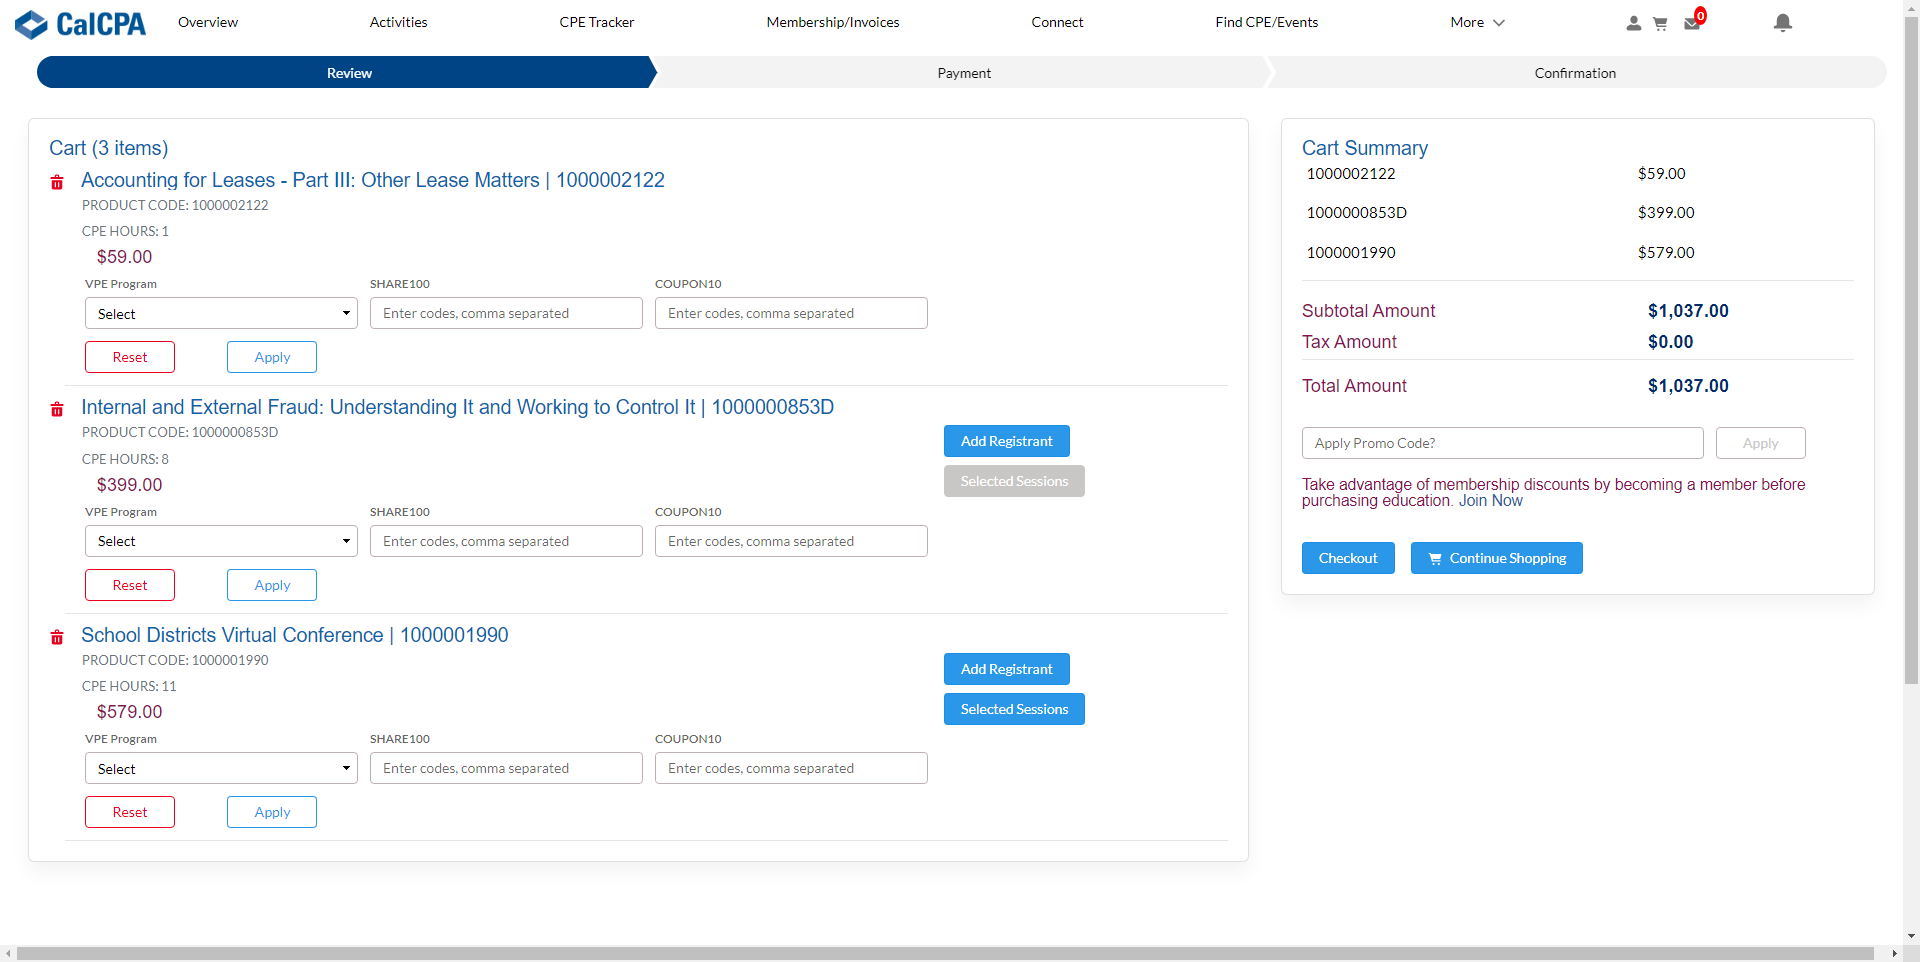 CalCPA
Overview
Activities
CPE Tracker
Membership/Invoices
Connect
Find CPE/Events
More
0
Review
Payment
Confirmation
Cart (3 items)
Accounting for Leases - Part III: Other Lease Matters | 1000002122
PRODUCT CODE: 1000002122
CPE HOURS: 1
$59.00
VPE Program
SHARE100
COUPON10
Select
Enter codes, comma separated
Enter codes, comma separated
Reset
Apply
Internal and External Fraud: Understanding It and Working to Control It | 1000000853D
PRODUCT CODE: 1000000853D
Add Registrant
CPE HOURS: 8
Selected Sessions
$399.00
VPE Program
SHARE100
COUPON10
Select
Enter codes, comma separated
Enter codes, comma separated
Reset
Apply
School Districts Virtual Conference | 1000001990
PRODUCT CODE: 1000001990
Add Registrant
CPE HOURS: 11
Selected Sessions
$579.00
VPE Program
SHARE100
COUPON10
Select
Enter codes, comma separated
Enter codes, comma separated
Reset
Apply
Cart Summary
1000002122 $59.00
1000000853D $399.00
1000001990 $579.00
Subtotal Amount $1,037.00
Tax Amount $0.00
Total Amount $1,037.00
Apply Promo Code?
Apply
Take advantage of membership discounts by becoming a member before
purchasing education. Join Now
Checkout
Continue Shopping